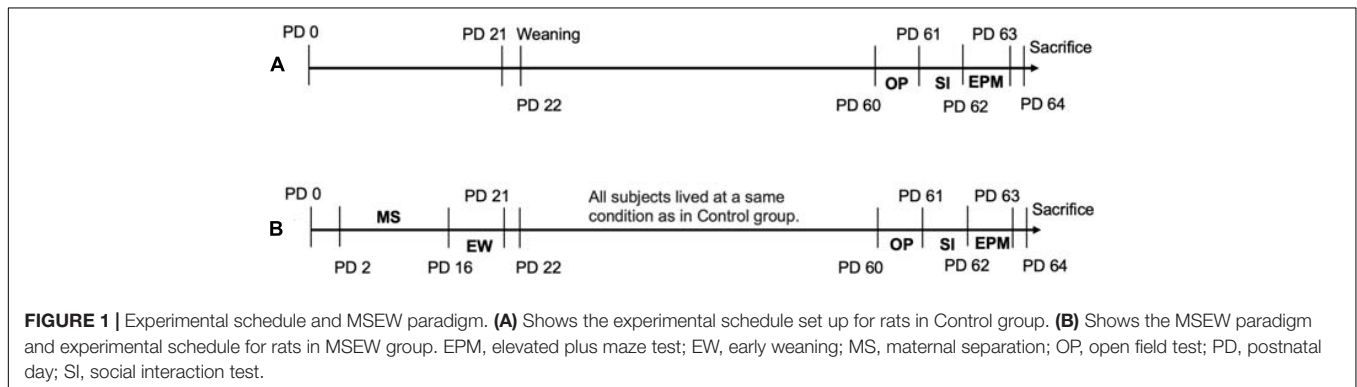 PD 0 PD 21 Weaning PD 61 PD 63 Sacrifice
A OP SI EPM
PD 22 PD 60 PD 62 PD 64
PD 0 PD 21 All subjects lived at a same PD 61 PD 63
condition as in Control group. Sacrifice
B MS EW OP SI EPM
PD 2 PD 16 PD 22 PD 60 PD 62 PD 64
FIGURE 1 | Experimental schedule and MSEW paradigm. (A) Shows the experimental schedule set up for rats in Control group. (B) Shows the MSEW paradigm
and experimental schedule for rats in MSEW group. EPM, elevated plus maze test; EW, early weaning; MS, maternal separation; OP, open field test; PD, postnatal
day; SI, social interaction test.